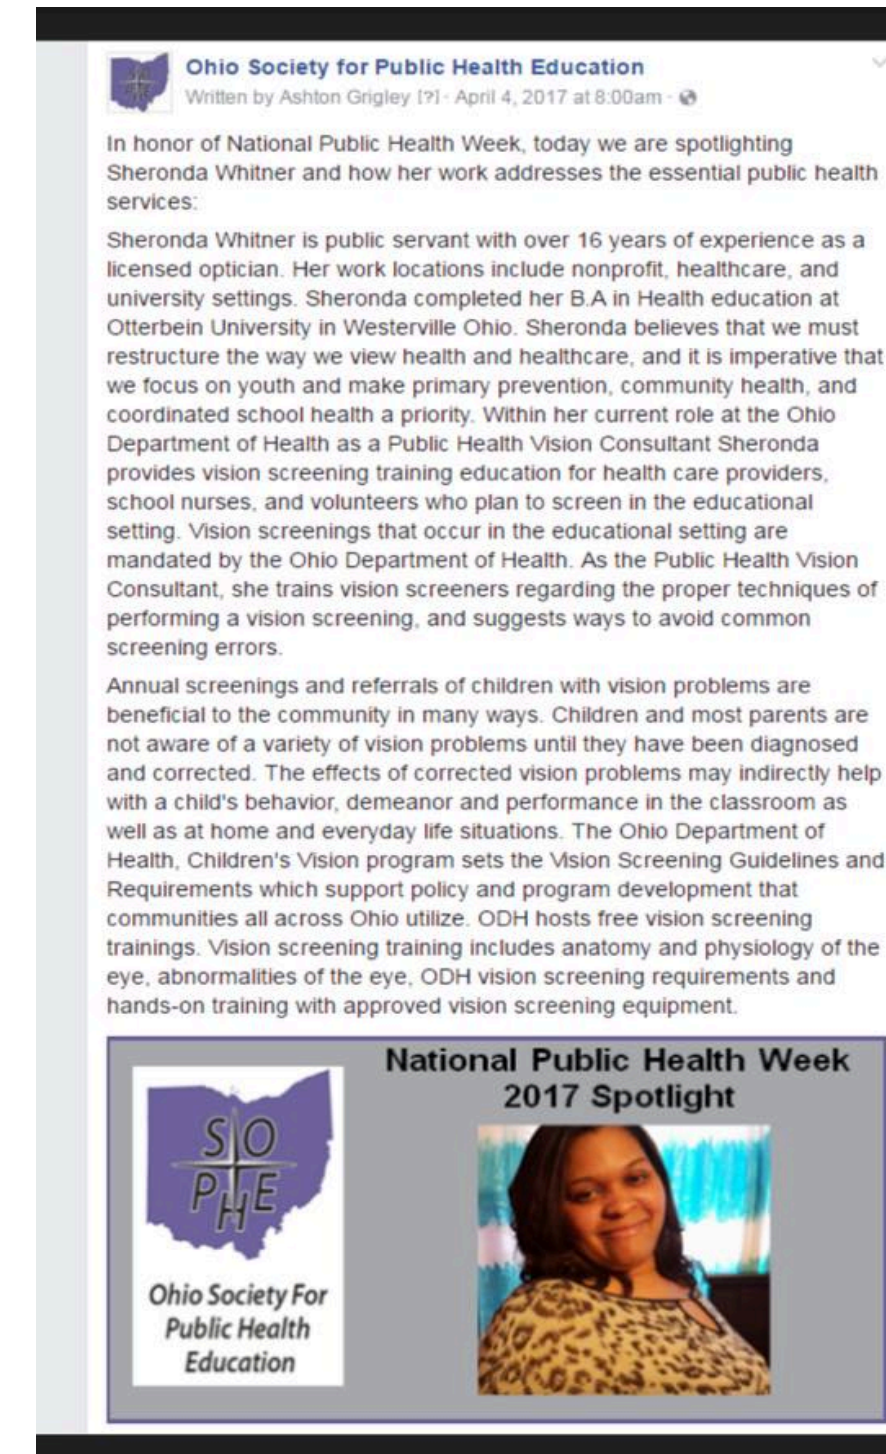 Ohio Society for Public Health Education
Written by Ashton Grigley [?] · April 4, 2017 at 8:00am ·
In honor of National Public Health Week, today we are spotlighting
Sheronda Whitner and how her work addresses the essential public health
services:
Sheronda Whitner is public servant with over 16 years of experience as a
licensed optician. Her work locations include nonprofit, healthcare, and
university settings. Sheronda completed her B.A in Health education at
Otterbein University in Westerville Ohio. Sheronda believes that we must
restructure the way we view health and healthcare, and it is imperative that
we focus on youth and make primary prevention, community health, and
coordinated school health a priority. Within her current role at the Ohio
Department of Health as a Public Health Vision Consultant Sheronda
provides vision screening training education for health care providers,
school nurses, and volunteers who plan to screen in the educational
setting. Vision screenings that occur in the educational setting are
mandated by the Ohio Department of Health. As the Public Health Vision
Consultant, she trains vision screeners regarding the proper techniques of
performing a vision screening, and suggests ways to avoid common
screening errors.
Annual screenings and referrals of children with vision problems are
beneficial to the community in many ways. Children and most parents are
not aware of a variety of vision problems until they have been diagnosed
and corrected. The effects of corrected vision problems may indirectly help
with a child's behavior, demeanor and performance in the classroom as
well as at home and everyday life situations. The Ohio Department of
Health, Children's Vision program sets the Vision Screening Guidelines and
Requirements which support policy and program development that
communities all across Ohio utilize. ODH hosts free vision screening
trainings. Vision screening training includes anatomy and physiology of the
eye, abnormalities of the eye, ODH vision screening requirements and
hands-on training with approved vision screening equipment.
National Public Health Week
2017 Spotlight
SO
PHE
Ohio Society For
Public Health
Education